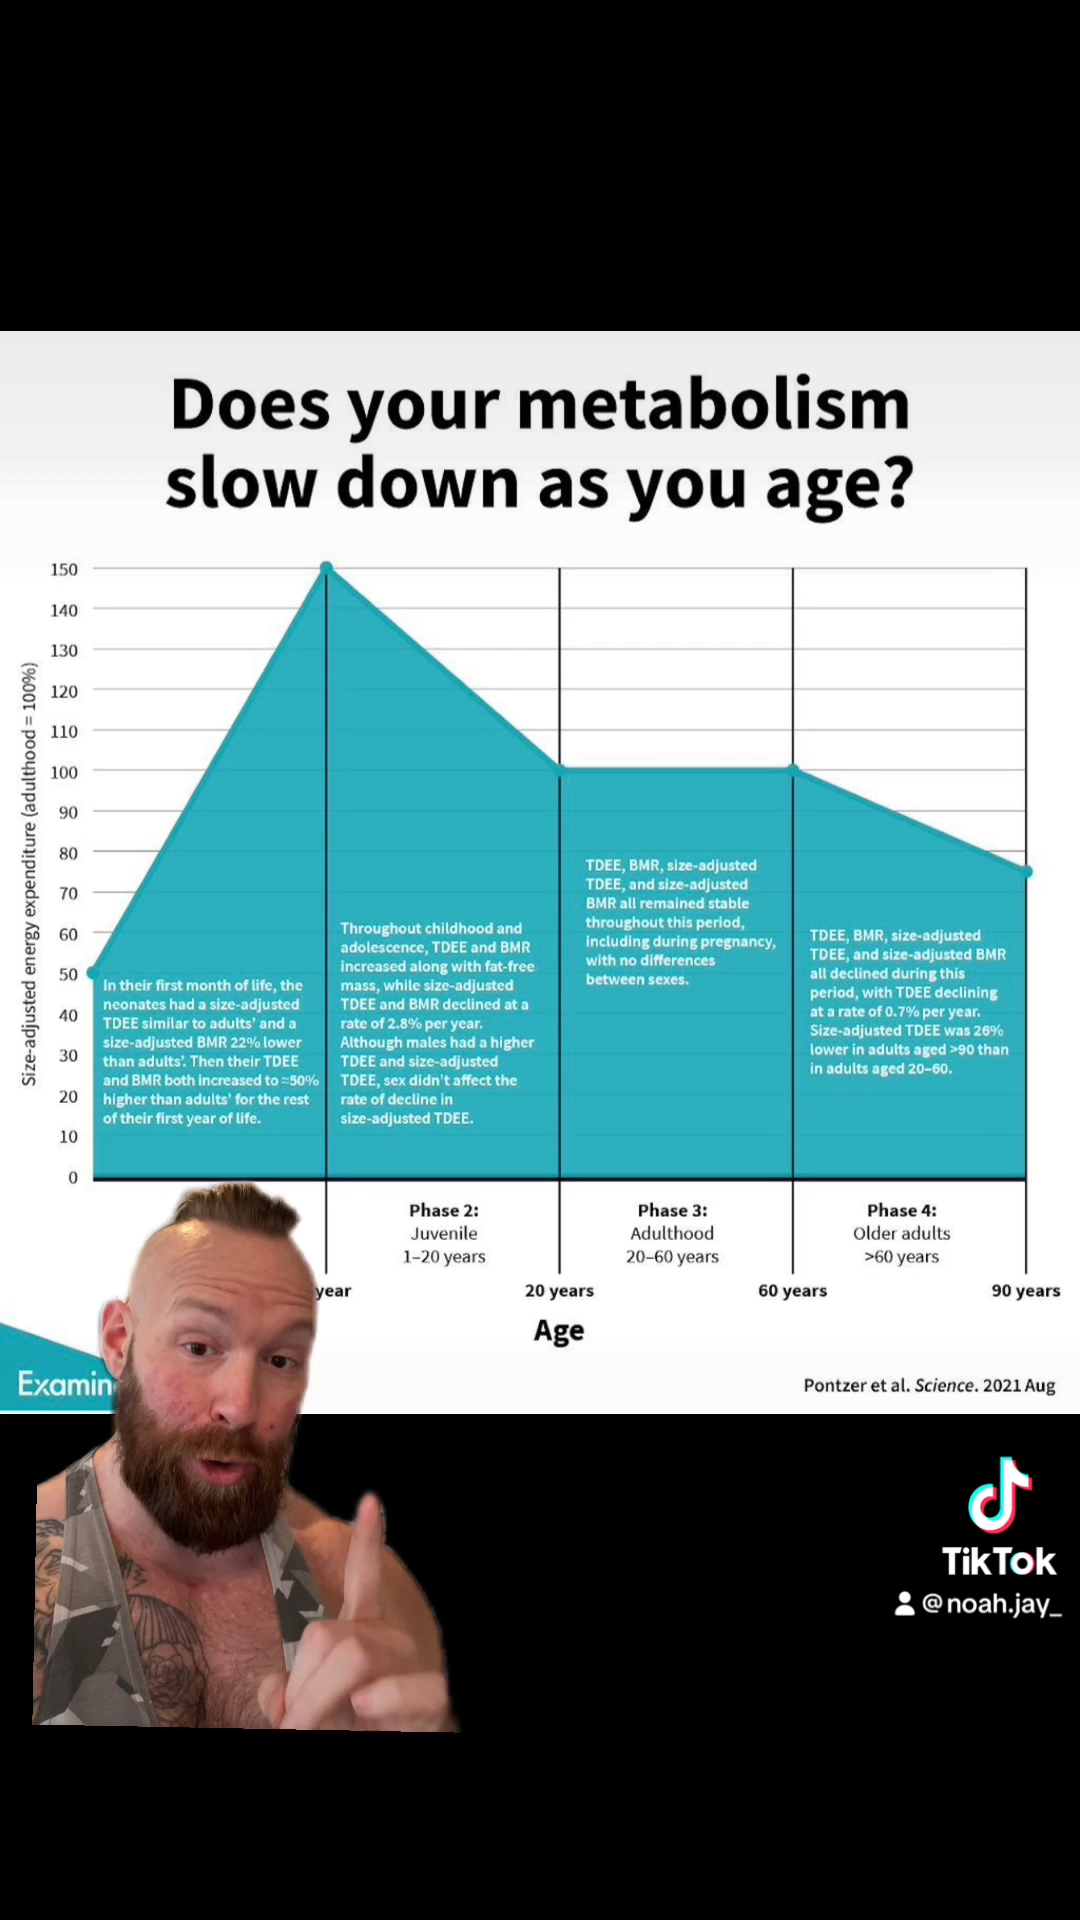 Does your metabolism
slow down as you age?
Size-adjusted energy expenditure (adulthood = 100%)
150
140
130
120
110
100
90
80
70
60
50
40
30
20
10
0
In their first month of life, the
neonates had a size-adjusted
TDEE similar to adults’ and a
size-adjusted BMR 22% lower
than adults’. Then their TDEE
and BMR both increased to ≈50%
higher than adults’ for the rest
of their first year of life.
Throughout childhood and
adolescence, TDEE and BMR
increased along with fat-free
mass, while size-adjusted
TDEE and BMR declined at a
rate of 2.8% per year.
Although males had a higher
TDEE and size-adjusted
TDEE, sex didn't affect the
rate of decline in
size-adjusted TDEE.
TDEE, BMR, size-adjusted
TDEE, and size-adjusted
BMR all remained stable
throughout this period,
including during pregnancy,
with no differences
between sexes.
TDEE, BMR, size-adjusted
TDEE, and size-adjusted BMR
all declined during this
period, with TDEE declining
at a rate of 0.7% per year.
Size-adjusted TDEE was 26%
lower in adults aged >90 than
in adults aged 20–60.
Phase 2:
Juvenile
1–20 years
Phase 3:
Adulthood
20–60 years
Phase 4:
Older adults
>60 years
year
20 years
60 years
90 years
Age
Examin
Pontzer et al. Science. 2021 Aug
TikTok
@noah.jay_